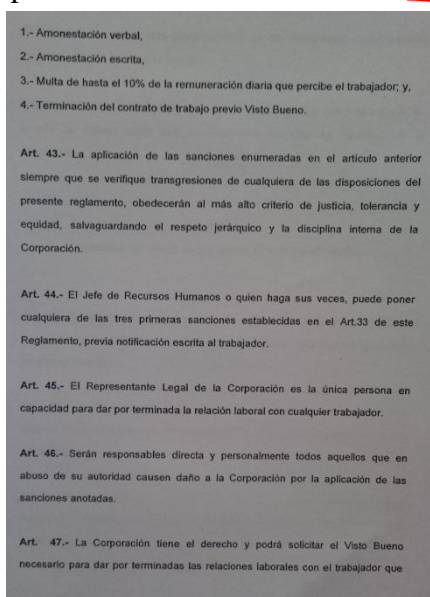 1.- Amonestación verbal,
2.- Amonestación escrita,
3.- Multa de hasta el 10% de la remuneración diaria que percibe el trabajador; y,
4.- Terminación del contrato de trabajo previo Visto Bueno.
Art. 43.- La aplicación de las sanciones enumeradas en el artículo anterior
siempre que se verifique transgresiones de cualquiera de las disposiciones del
presente reglamento, obedecerán al más alto criterio de justicia, tolerancia y
equidad, salvaguardando el respeto jerárquico y la disciplina interna de la
Corporación.
Art. 44.- El Jefe de Recursos Humanos o quien haga sus veces, puede poner
cualquiera de las tres primeras sanciones establecidas en el Art.33 de este
Reglamento, previa notificación escrita al trabajador.
Art. 45.- El Representante Legal de la Corporación es la única persona en
capacidad para dar por terminada la relación laboral con cualquier trabajador.
Art. 46.- Serán responsables directa y personalmente todos aquellos que en
abuso de su autoridad causen daño a la Corporación por la aplicación de las
sanciones anotadas.
Art. 47.- La Corporación tiene el derecho y podrá solicitar el Visto Bueno
necesario para dar por terminadas las relaciones laborales con el trabajador que